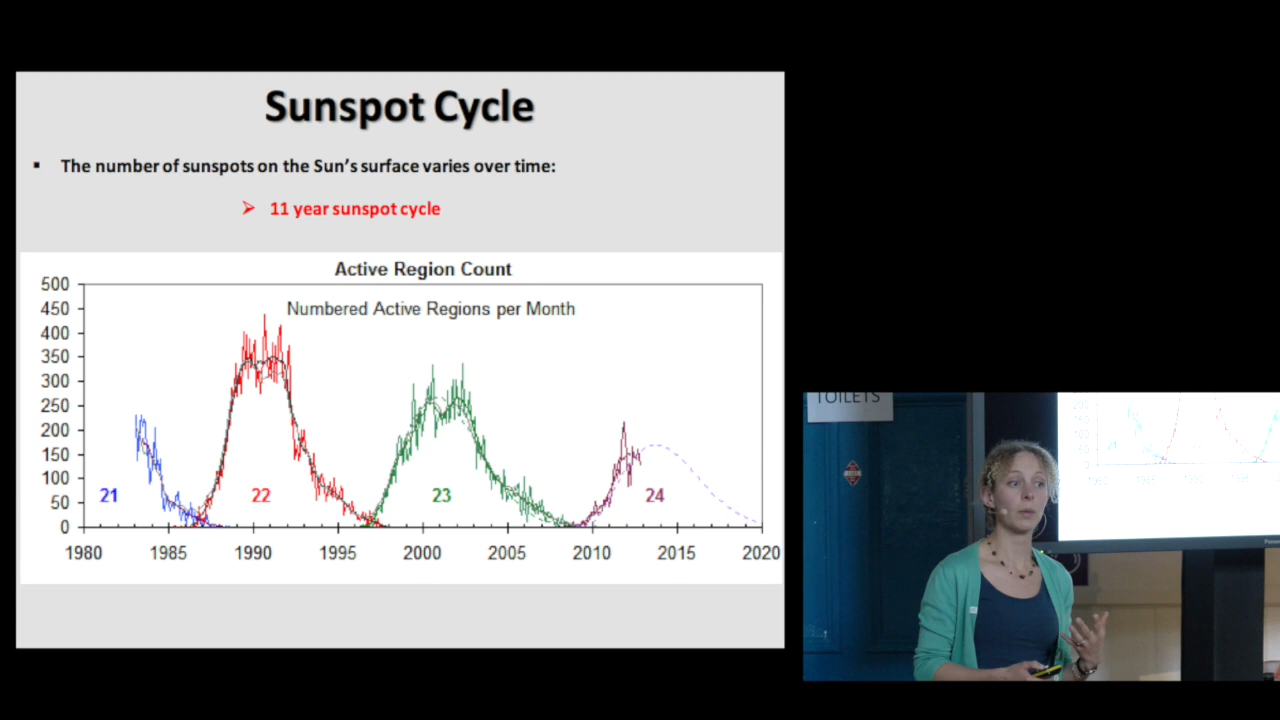 Sunspot Cycle
▪ The number of sunspots on the Sun's surface varies over time:
➢ 11 year sunspot cycle
Active Region Count
Numbered Active Regions per Month
500
450
400
350
300
250
200
150
100
50
0
21
22
23
24
1980 1985 1990 1995 2000 2005 2010 2015 2020
TOILETS